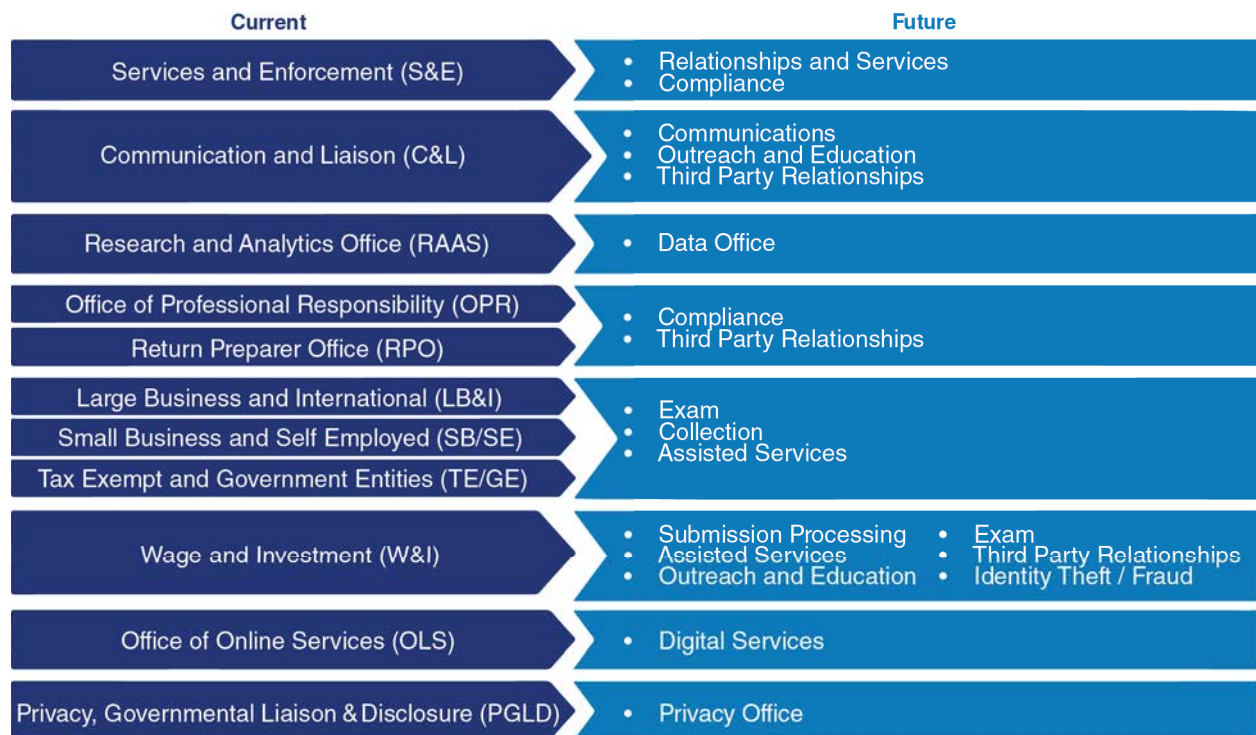 Current
Future
Services and Enforcement (S&E)
• Relationships and Services
• Compliance
Communication and Liaison (C&L)
• Communications
• Outreach and Education
• Third Party Relationships
Research and Analytics Office (RAAS)
• Data Office
Office of Professional Responsibility (OPR)
Return Preparer Office (RPO)
• Compliance
• Third Party Relationships
Large Business and International (LB&I)
Small Business and Self Employed (SB/SE)
Tax Exempt and Government Entities (TE/GE)
• Exam
• Collection
• Assisted Services
Wage and Investment (W&I)
• Submission Processing
• Assisted Services
• Outreach and Education
• Exam
• Third Party Relationships
• Identity Theft / Fraud
Office of Online Services (OLS)
• Digital Services
Privacy, Governmental Liaison & Disclosure (PGLD)
• Privacy Office